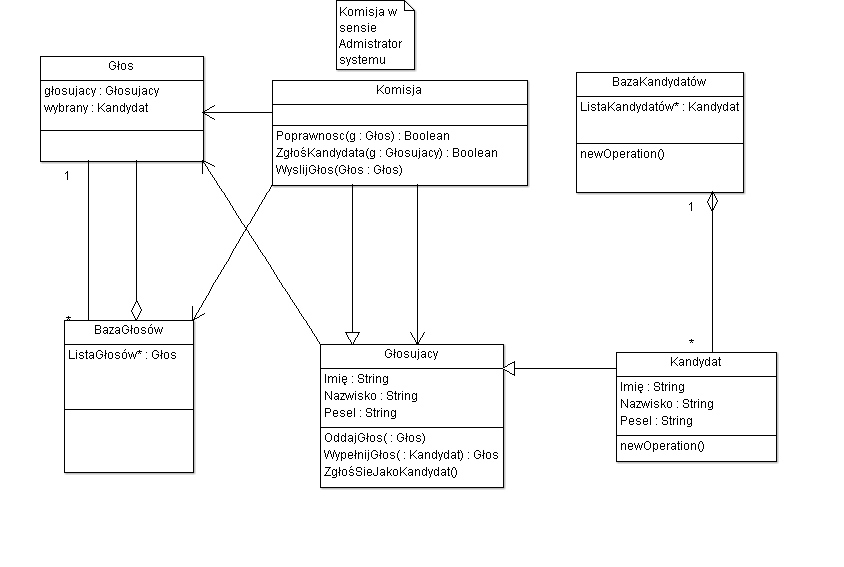 Komisja w
sensie
Admistrator
systemu
Głos
głosujacy : Głosujacy
wybrany : Kandydat
1
Komisja
Poprawnosc(g : Głos) : Boolean
ZgłośKandydata(g : Głosujacy) : Boolean
WyslijGłos(Głos : Głos)
BazaKandydatów
ListaKandydatów* : Kandydat
newOperation()
1
*
*
BazaGłosów
ListaGłosów* : Głos
Głosujacy
Imię : String
Nazwisko : String
Pesel : String
OddajGłos( : Głos)
WypełnijGłos( : Kandydat) : Głos
ZgłośSieJakoKandydat()
Kandydat
Imię : String
Nazwisko : String
Pesel : String
newOperation()